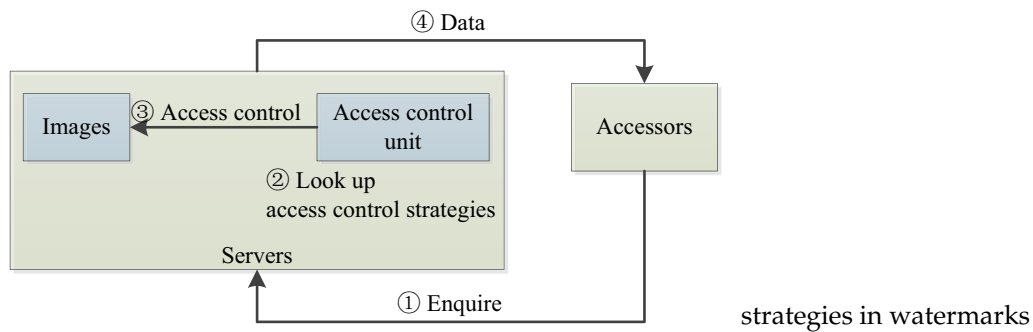 ④ Data
③ Access control
Images
Access control
unit
Accessors
② Look up
access control strategies
Servers
① Enquire
strategies in watermarks